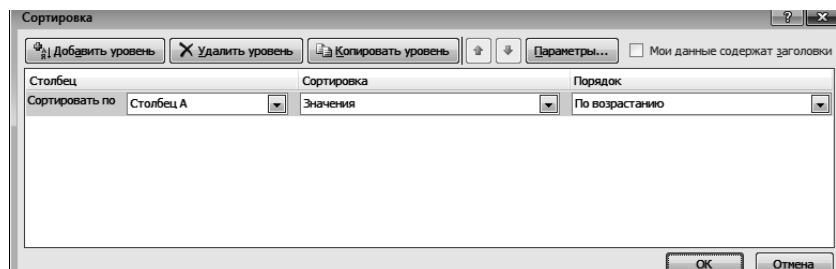 Сортировка
Добавить уровень Удалить уровень Копировать уровень Параметры... Мои данные содержат заголовки
Столбец Сортировка Порядок
Сортировать по Столбец A Значения По возрастанию
ОК Отмена